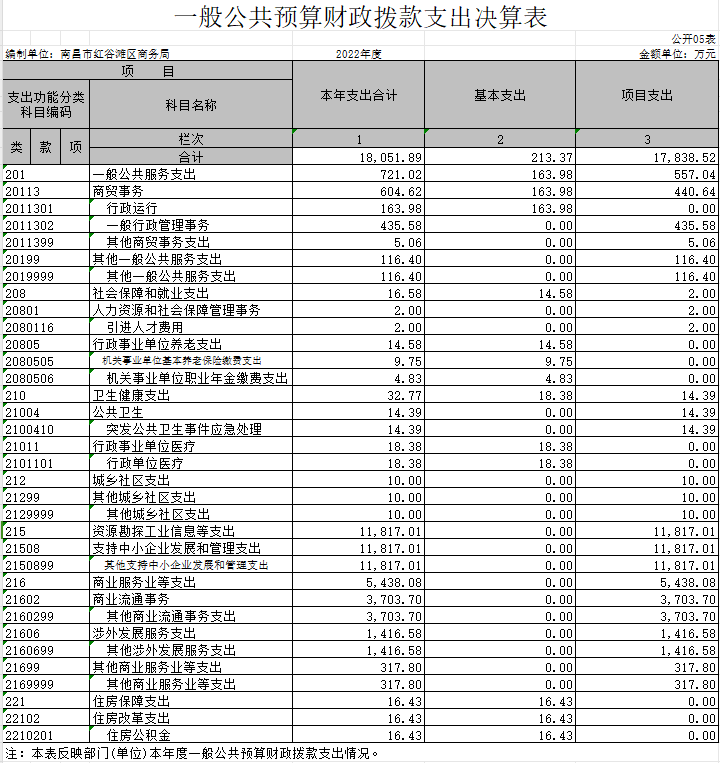 一般公共预算财政拨款支出决算表
公开05表
编制单位：南昌市红谷滩区商务局 2022年度 金额单位：万元
项 目 本年支出合计 基本支出 项目支出
支出功能分类科目编码 科目名称
类 款 项 栏次 1 2 3
合计 18,051.89 213.37 17,838.52
201 一般公共服务支出 721.02 163.98 557.04
20113 商贸事务 604.62 163.98 440.64
2011301 行政运行 163.98 163.98 0.00
2011302 一般行政管理事务 435.58 0.00 435.58
2011399 其他商贸事务支出 5.06 0.00 5.06
20199 其他一般公共服务支出 116.40 0.00 116.40
2019999 其他一般公共服务支出 116.40 0.00 116.40
208 社会保障和就业支出 16.58 14.58 2.00
20801 人力资源和社会保障管理事务 2.00 0.00 2.00
2080116 引进人才费用 2.00 0.00 2.00
20805 行政事业单位养老支出 14.58 14.58 0.00
2080505 机关事业单位基本养老保险缴费支出 9.75 9.75 0.00
2080506 机关事业单位职业年金缴费支出 4.83 4.83 0.00
210 卫生健康支出 32.77 18.38 14.39
21004 公共卫生 14.39 0.00 14.39
2100410 突发公共卫生事件应急处理 14.39 0.00 14.39
21011 行政事业单位医疗 18.38 18.38 0.00
2101101 行政单位医疗 18.38 18.38 0.00
212 城乡社区支出 10.00 0.00 10.00
21299 其他城乡社区支出 10.00 0.00 10.00
2129999 其他城乡社区支出 10.00 0.00 10.00
215 资源勘探工业信息等支出 11,817.01 0.00 11,817.01
21508 支持中小企业发展和管理支出 11,817.01 0.00 11,817.01
2150899 其他支持中小企业发展和管理支出 11,817.01 0.00 11,817.01
216 商业服务业等支出 5,438.08 0.00 5,438.08
21602 商业流通事务 3,703.70 0.00 3,703.70
2160299 其他商业流通事务支出 3,703.70 0.00 3,703.70
21606 涉外发展服务支出 1,416.58 0.00 1,416.58
2160699 其他涉外发展服务支出 1,416.58 0.00 1,416.58
21699 其他商业服务业等支出 317.80 0.00 317.80
2169999 其他商业服务业等支出 317.80 0.00 317.80
221 住房保障支出 16.43 16.43 0.00
22102 住房改革支出 16.43 16.43 0.00
2210201 住房公积金 16.43 16.43 0.00
注：本表反映部门(单位)本年度一般公共预算财政拨款支出情况。